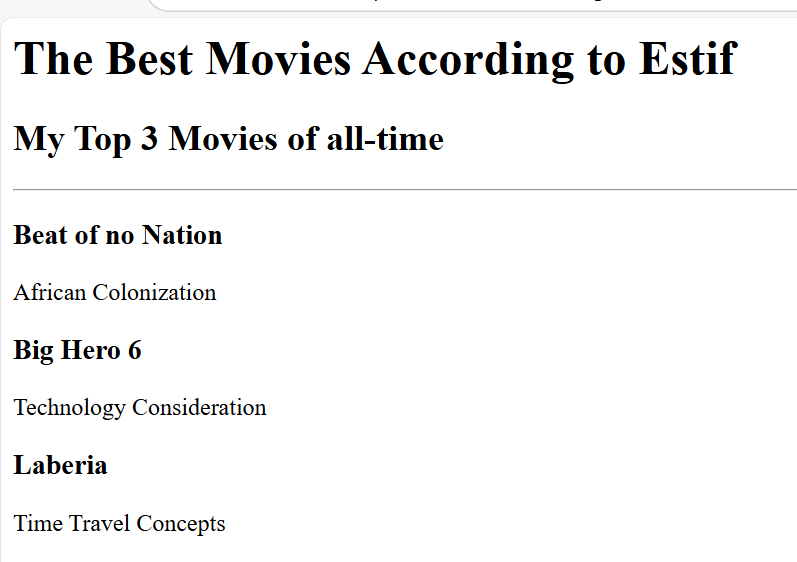 The Best Movies According to Estif
My Top 3 Movies of all-time
Beat of no Nation
African Colonization
Big Hero 6
Technology Consideration
Laberia
Time Travel Concepts